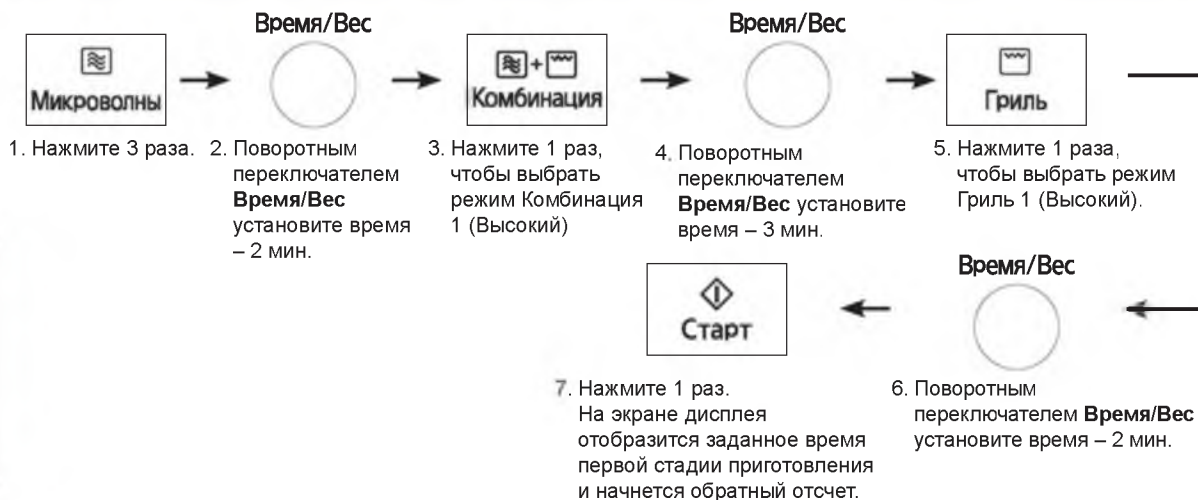 Время/Вес
Время/Вес
Микроволны
Комбинация
Гриль
1. Нажмите 3 раза.
2. Поворотным
переключателем
Время/Вес
установите время
– 2 мин.
3. Нажмите 1 раз,
чтобы выбрать
режим Комбинация
1 (Высокий)
4. Поворотным
переключателем
Время/Вес установите
время – 3 мин.
5. Нажмите 1 раза,
чтобы выбрать режим
Гриль 1 (Высокий).
Время/Вес
Старт
6. Поворотным
переключателем Время/Вес
установите время – 2 мин.
7. Нажмите 1 раз.
На экране дисплея
отобразится заданное время
первой стадии приготовления
и начнется обратный отсчет.